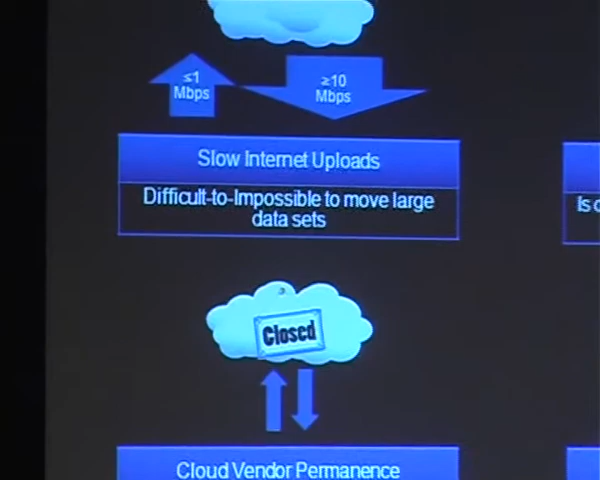 ≤1
Mbps
≥10
Mbps
Slow Internet Uploads
Difficult-to-Impossible to move large
data sets
Is
Closed
Cloud Vendor Permanence